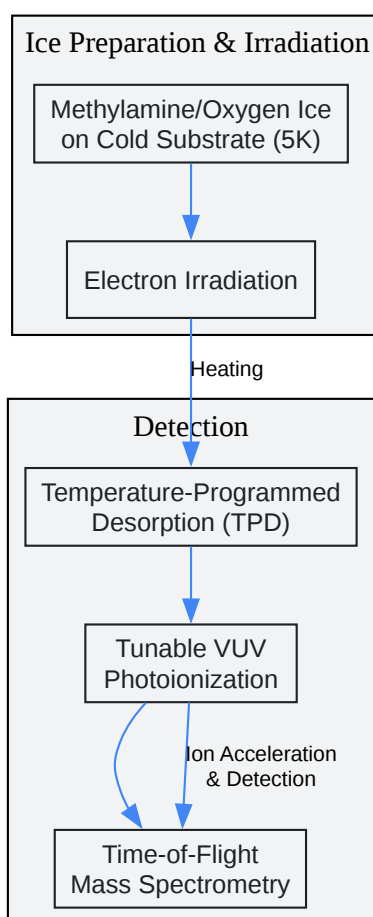 Ice Preparation & Irradiation
Methylamine/Oxygen Ice
on Cold Substrate (5K)
Electron Irradiation
Heating
Detection
Temperature-Programmed
Desorption (TPD)
Tunable VUV
Photoionization
Ion Acceleration
& Detection
Time-of-Flight
Mass Spectrometry